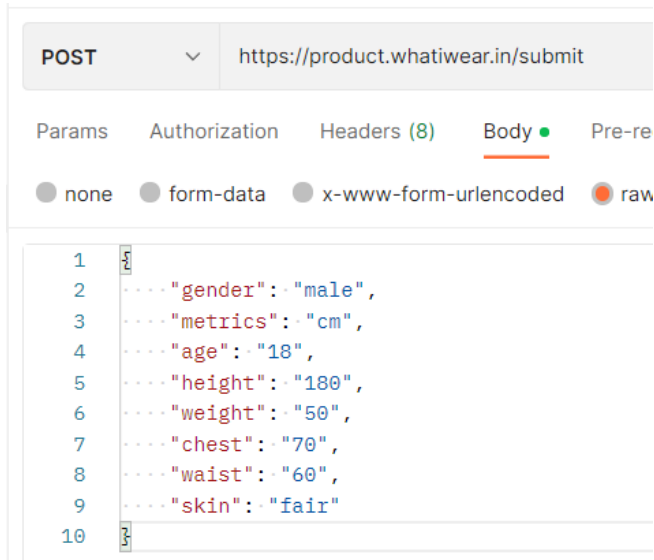 POST https://product.whatiwear.in/submit
Params Authorization Headers (8) Body Pre-re
none form-data x-www-form-urlencoded raw
1 {
2 "gender": "male",
3 "metrics": "cm",
4 "age": "18",
5 "height": "180",
6 "weight": "50",
7 "chest": "70",
8 "waist": "60",
9 "skin": "fair"
10 }